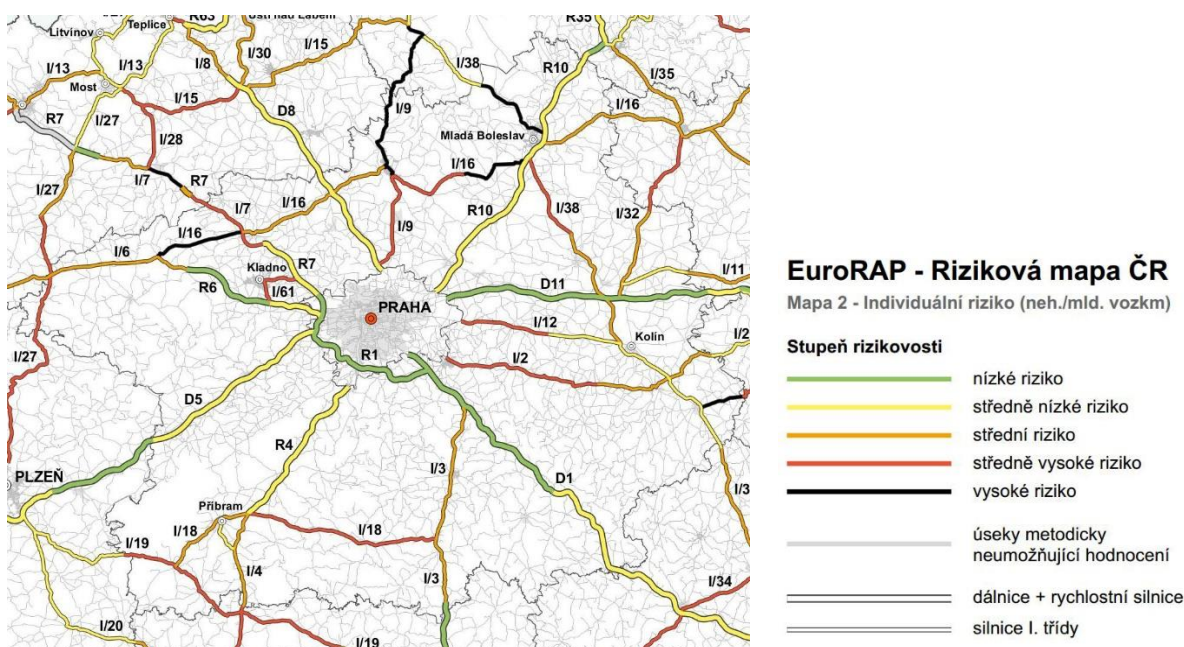 R63
Teplice
Litvínov
Ústí nad Labem
R35
I/13
I/13
Most
I/8
I/30
I/15
I/38
R10
I/35
I/15
D8
I/9
I/16
R7
I/27
I/28
Mladá Boleslav
I/7
R7
I/16
I/27
I/7
I/16
R10
I/38
I/32
I/9
I/6
I/16
R7
Kladno
R6
I/61
D11
I/11
PRAHA
I/12
Kolín
I/2
I/27
R1
I/2
D5
R4
I/3
D1
PLZEŇ
Příbram
I/18
I/18
I/3
I/19
I/4
I/3
I/34
I/20
I/19
EuroRAP - Riziková mapa ČR
Mapa 2 - Individuální riziko (neh./mld. vozkm)
Stupeň rizikovosti
nízké riziko
středně nízké riziko
střední riziko
středně vysoké riziko
vysoké riziko
úseky metodicky
neumožňující hodnocení
dálnice + rychlostní silnice
silnice I. třídy